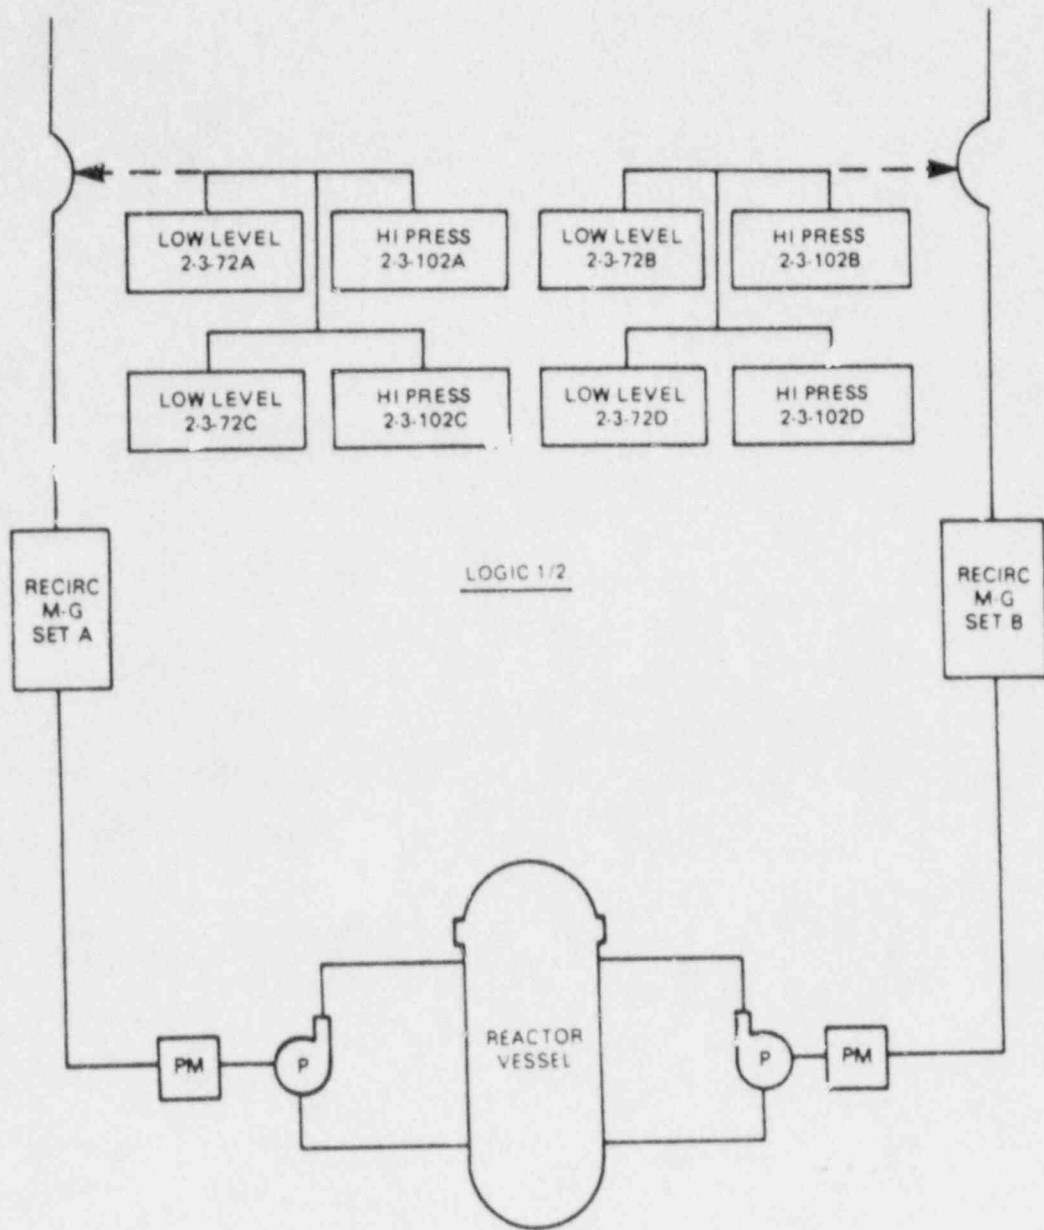 LOW LEVEL
2-3-72A
HI PRESS
2-3-102A
LOW LEVEL
2-3-72B
HI PRESS
2-3-102B
LOW LEVEL
2-3-72C
HI PRESS
2-3-102C
LOW LEVEL
2-3-72D
HI PRESS
2-3-102D
RECIRC
M-G
SET A
LOGIC 1/2
RECIRC
M-G
SET B
REACTOR
VESSEL
PM
P
P
PM